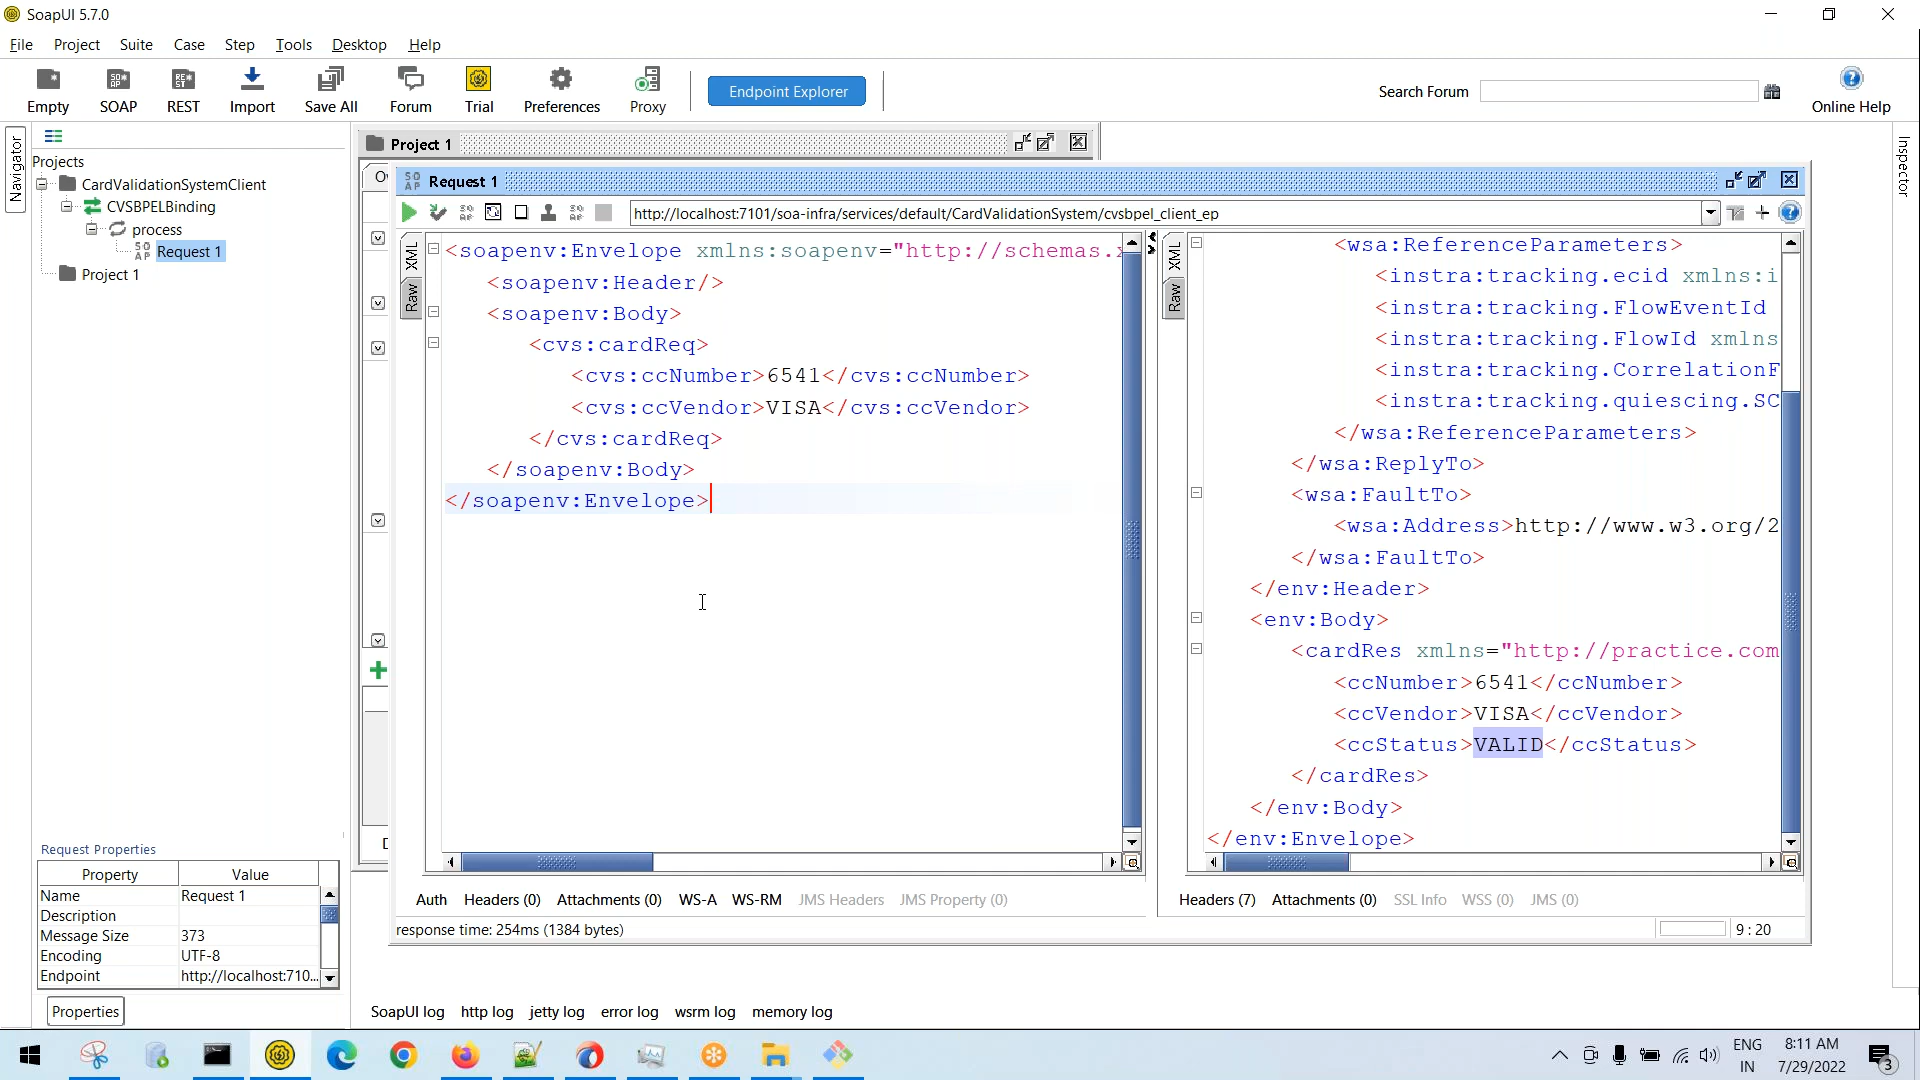 SoapUI 5.7.0
File Project Suite Case Step Tools Desktop Help
Empty SOAP REST Import Save All Forum Trial Preferences Proxy Endpoint Explorer Search Forum Online Help
Navigator
Inspector
Projects
CardValidationSystemClient
CVSBPELBinding
process
Request 1
Project 1
Project 1
Request 1
http://localhost:7101/soa-infra/services/default/CardValidationSystem/cvsbpel_client_ep
XML
Raw
<soapenv:Envelope xmlns:soapenv="http://schemas.x
<soapenv:Header/>
<soapenv:Body>
<cvs:cardReq>
<cvs:ccNumber>6541</cvs:ccNumber>
<cvs:ccVendor>VISA</cvs:ccVendor>
</cvs:cardReq>
</soapenv:Body>
</soapenv:Envelope>
XML
Raw
<wsa:ReferenceParameters>
<instra:tracking.ecid xmlns:i
<instra:tracking.FlowEventId
<instra:tracking.FlowId xmlns
<instra:tracking.CorrelationF
<instra:tracking.quiescing.SC
</wsa:ReferenceParameters>
</wsa:ReplyTo>
<wsa:FaultTo>
<wsa:Address>http://www.w3.org/2
</wsa:FaultTo>
</env:Header>
<env:Body>
<cardRes xmlns="http://practice.com
<ccNumber>6541</ccNumber>
<ccVendor>VISA</ccVendor>
<ccStatus>VALID</ccStatus>
</cardRes>
</env:Body>
</env:Envelope>
Auth Headers (0) Attachments (0) WS-A WS-RM JMS Headers JMS Property (0)
Headers (7) Attachments (0) SSL Info WSS (0) JMS (0)
response time: 254ms (1384 bytes)
9 : 20
Request Properties
Property Value
Name Request 1
Description
Message Size 373
Encoding UTF-8
Endpoint http://localhost:710...
Properties
SoapUI log http log jetty log error log wsrm log memory log
ENG
IN
8:11 AM
7/29/2022
3